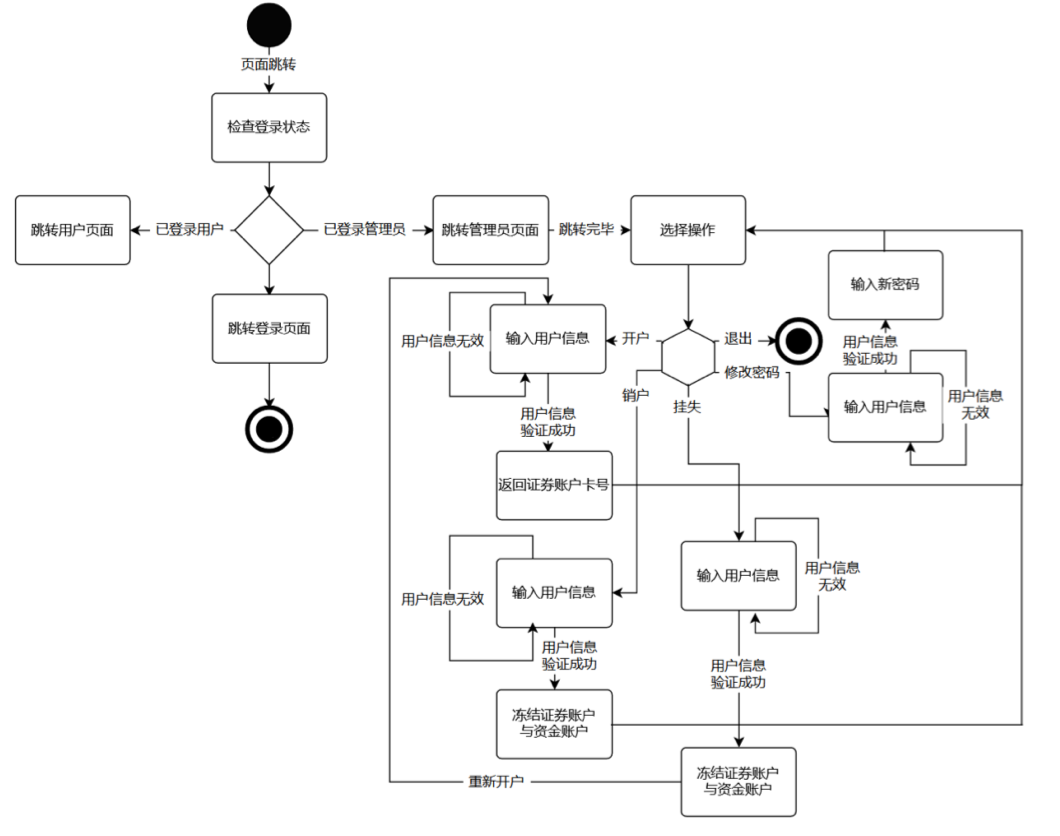 页面跳转
检查登录状态
跳转用户页面
已登录用户
已登录管理员
跳转管理员页面
跳转完毕
选择操作
跳转登录页面
输入用户信息
用户信息无效
开户
退出
修改密码
销户
挂失
输入新密码
用户信息
验证成功
输入用户信息
用户信息
无效
用户信息
验证成功
返回证券账户卡号
输入用户信息
用户信息无效
用户信息
验证成功
冻结证券账户
与资金账户
输入用户信息
用户信息
无效
用户信息
验证成功
冻结证券账户
与资金账户
重新开户